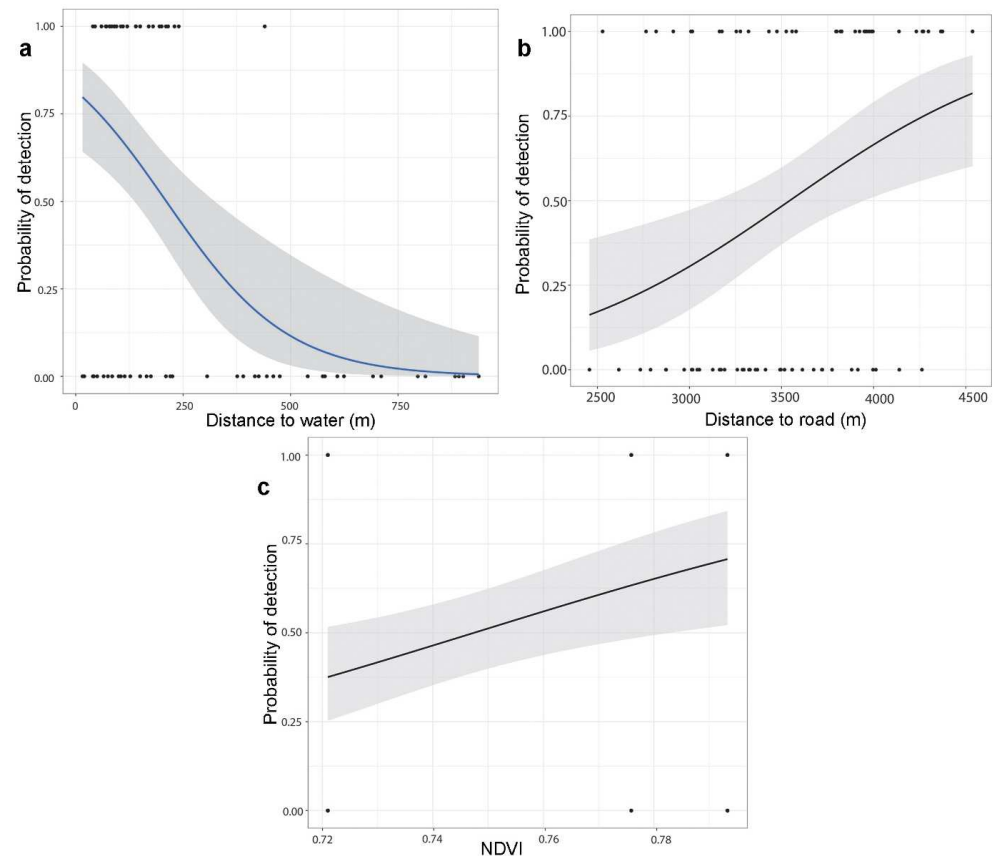 a
Probability of detection
1.00
0.75
0.50
0.25
0.00
0 250 500 750
Distance to water (m)
b
Probability of detection
1.00
0.75
0.50
0.25
0.00
2500 3000 3500 4000 4500
Distance to road (m)
c
Probability of detection
1.00
0.75
0.50
0.25
0.00
0.72 0.74 0.76 0.78
NDVI